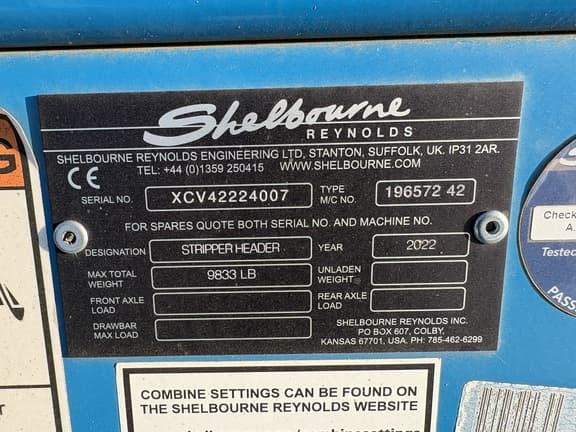 Shelbourne
REYNOLDS
SHELBOURNE REYNOLDS ENGINEERING LTD, STANTON, SUFFOLK, UK. IP31 2AR.
TEL: +44 (0)1359 250415 WWW.SHELBOURNE.COM
CE
SERIAL NO. XCV42224007 TYPE M/C NO. 196572 42
FOR SPARES QUOTE BOTH SERIAL NO. AND MACHINE NO.
DESIGNATION STRIPPER HEADER YEAR 2022
MAX TOTAL WEIGHT 9833 LB UNLADEN WEIGHT
FRONT AXLE LOAD REAR AXLE LOAD
DRAWBAR MAX LOAD
SHELBOURNE REYNOLDS INC.
PO BOX 607, COLBY,
KANSAS 67701, USA. PH: 785-462-6299
COMBINE SETTINGS CAN BE FOUND ON
THE SHELBOURNE REYNOLDS WEBSITE
Check
A.
Tested
PASS